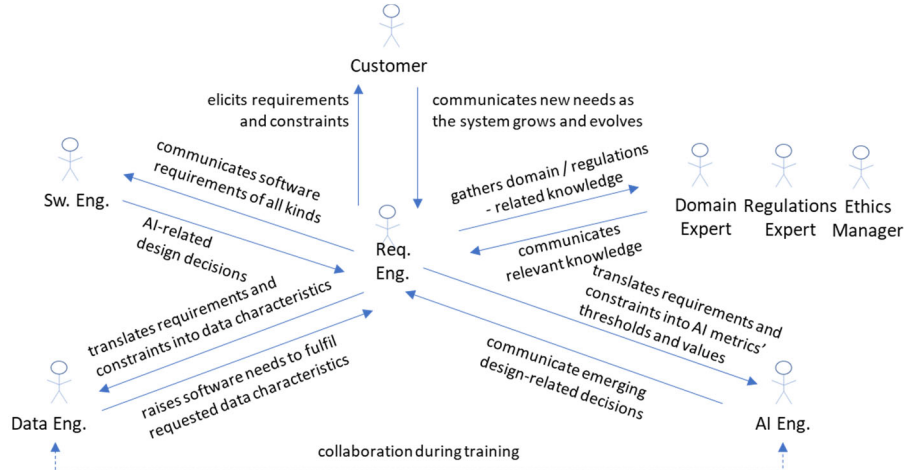 Customer
elicits requirements
and constraints
communicates new needs as
the system grows and evolves
communicates software
requirements of all kinds
Sw. Eng.
AI-related
design decisions
gathers domain / regulations
- related knowledge
communicates
relevant knowledge
Domain
Expert
Regulations
Expert
Ethics
Manager
Req.
Eng.
translates requirements and
constraints into data characteristics
raises software needs to fulfil
requested data characteristics
translates requirements and
constraints into AI metrics’
thresholds and values
communicate emerging
design-related decisions
Data Eng.
AI Eng.
collaboration during training